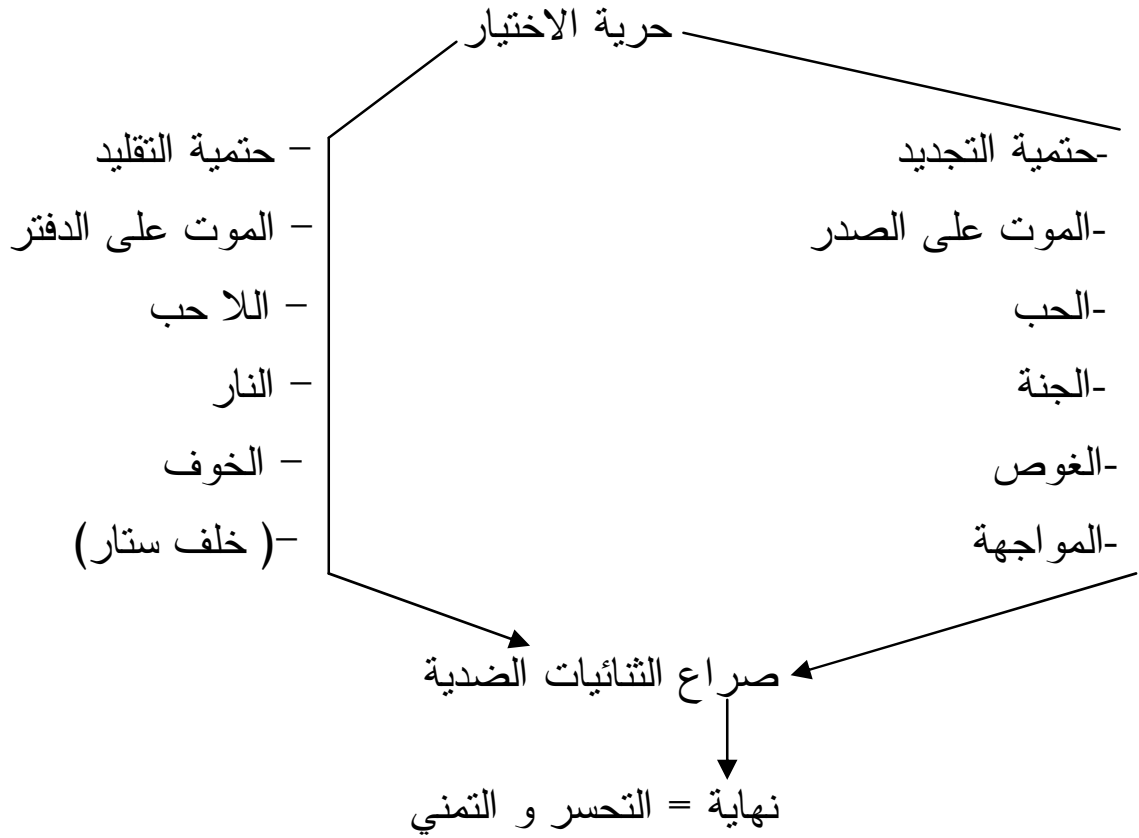 حرية الاختيار
-حتمية التجديد
– حتمية التقليد
-الموت على الصدر
– الموت على الدفتر
-الحب
– اللا حب
-الجنة
– النار
-الغوص
– الخوف
-المواجهة
–( خلف ستار)
صراع الثنائيات الضدية
نهاية = التحسر و التمني